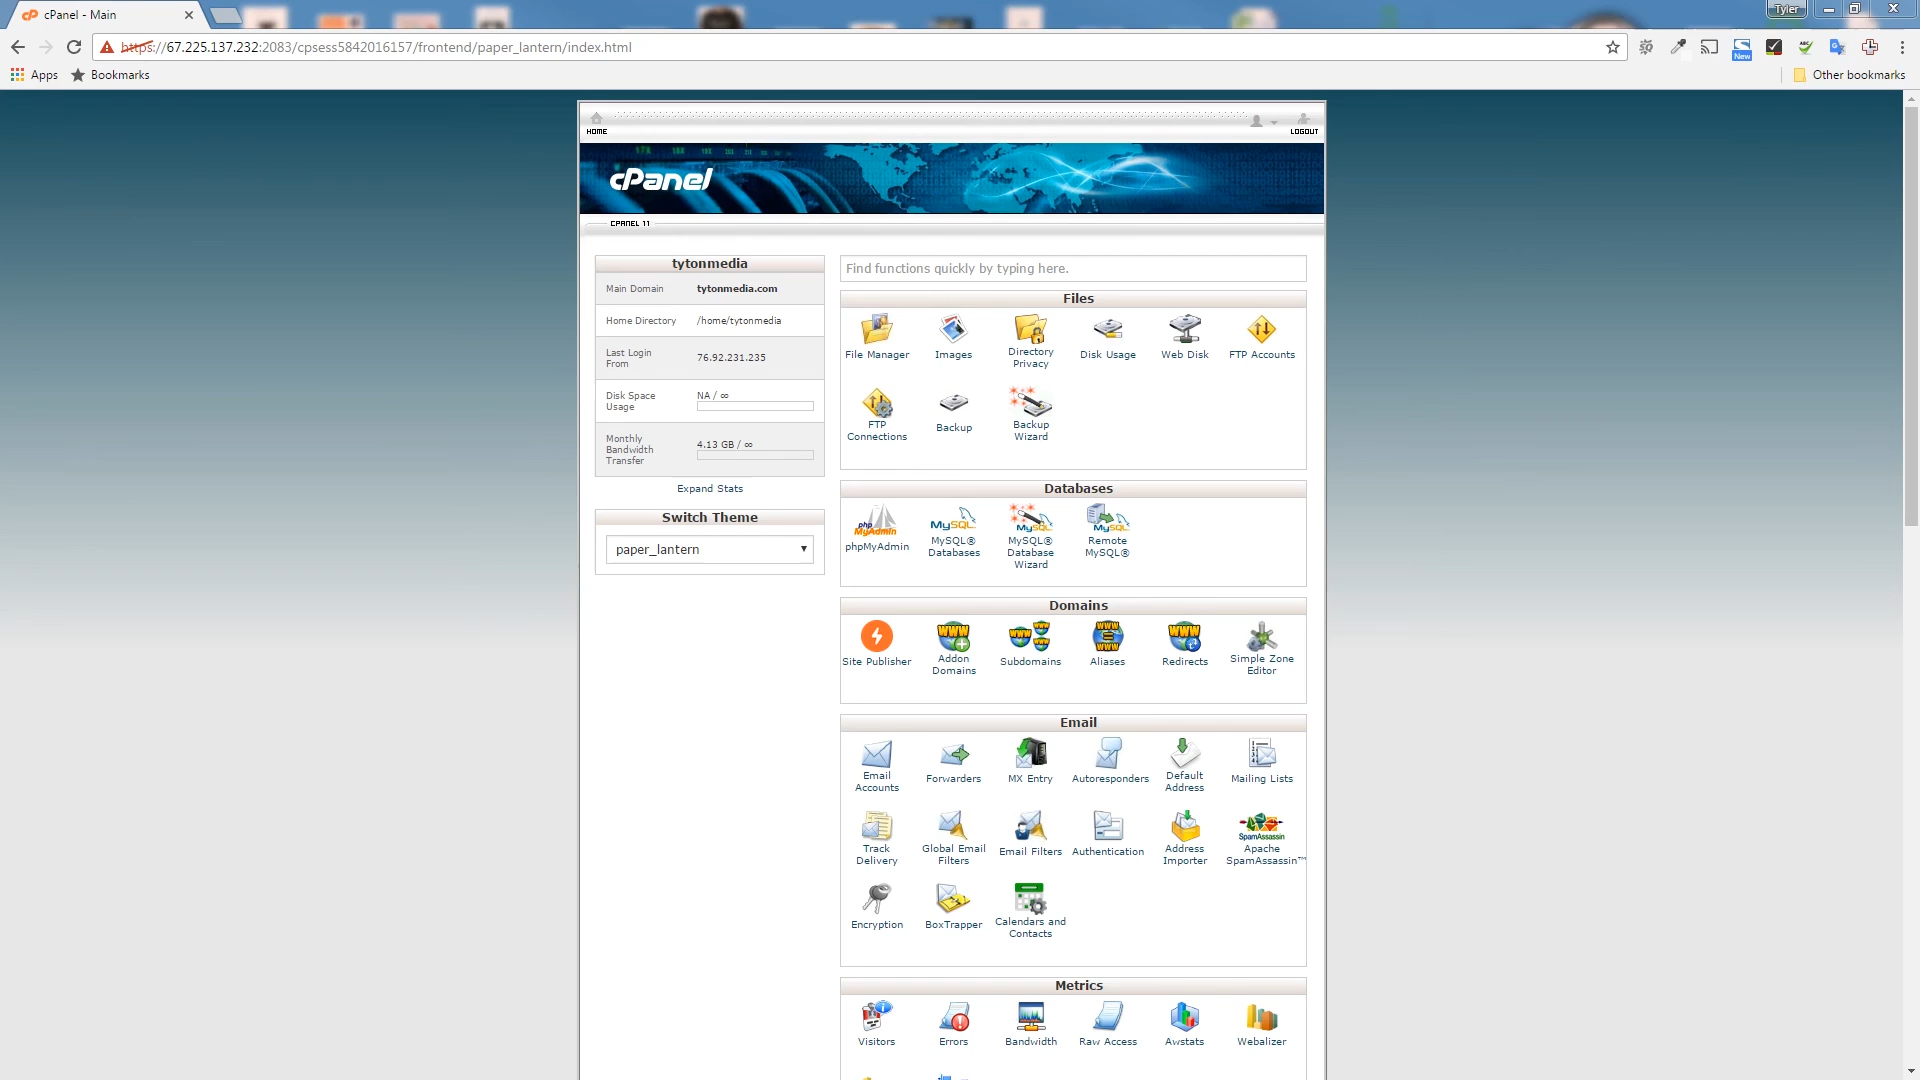 cPanel - Main
Tyler
https://67.225.137.232:2083/cpsess5842016157/frontend/paper_lantern/index.html
New
Apps
Bookmarks
Other bookmarks
HOME
LOGOUT
cPanel
CPANEL 11
tytonmedia
Main Domain
tytonmedia.com
Home Directory
/home/tytonmedia
Last Login
From
76.92.231.235
Disk Space
Usage
NA / ∞
Monthly
Bandwidth
Transfer
4.13 GB / ∞
Expand Stats
Switch Theme
paper_lantern
Find functions quickly by typing here.
Files
File Manager
Images
Directory
Privacy
Disk Usage
Web Disk
FTP Accounts
FTP
Connections
Backup
Backup
Wizard
Databases
phpMyAdmin
MySQL®
Databases
MySQL®
Database
Wizard
Remote
MySQL®
Domains
Site Publisher
Addon
Domains
Subdomains
Aliases
Redirects
Simple Zone
Editor
Email
Email
Accounts
Forwarders
MX Entry
Autoresponders
Default
Address
Mailing Lists
Track
Delivery
Global Email
Filters
Email Filters
Authentication
Address
Importer
SpamAssassin
Apache
SpamAssassin™
Encryption
BoxTrapper
Calendars and
Contacts
Metrics
Visitors
Errors
Bandwidth
Raw Access
Awstats
Webalizer